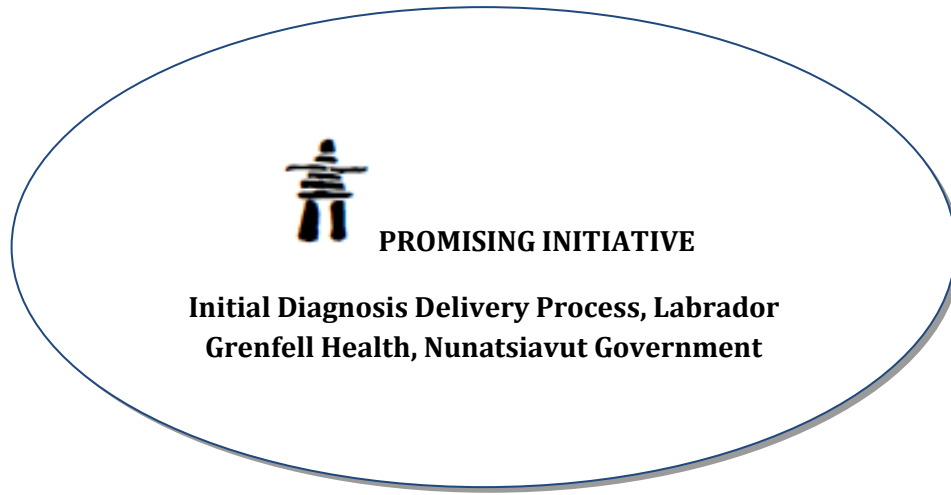 PROMISING INITIATIVE
Initial Diagnosis Delivery Process, Labrador
Grenfell Health, Nunatsiavut Government